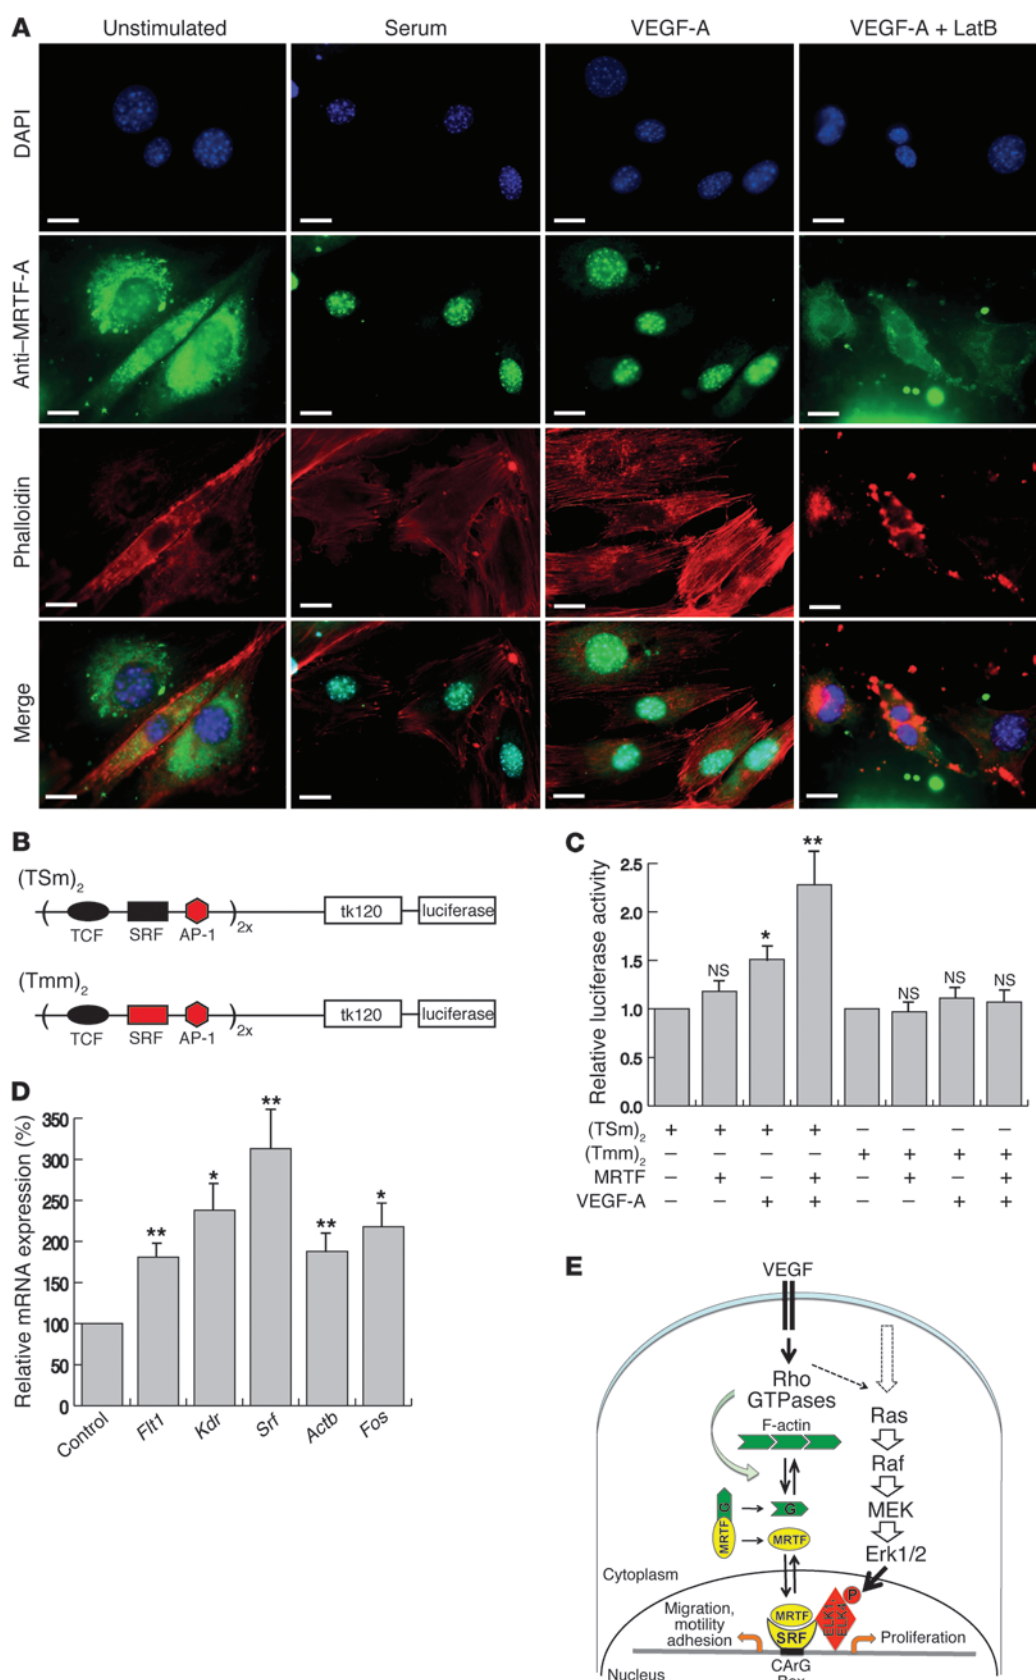 A
Unstimulated Serum VEGF-A VEGF-A + LatB
DAPI
Anti–MRTF-A
Phalloidin
Merge
B
(TSm)2
TCF SRF AP-1 2x tk120 luciferase
(Tmm)2
TCF SRF AP-1 2x tk120 luciferase
C
Relative luciferase activity
2.5
2.0
1.5
1.0
0.5
0.0
NS * ** NS NS NS
(TSm)2 + + + + – – – –
(Tmm)2 – – – – + + + +
MRTF – + – + – + – +
VEGF-A – – + + – – + +
D
Relative mRNA expression (%)
350
300
250
200
150
100
50
0
** * ** ** *
Control Flt1 Kdr Srf Actb Fos
E
VEGF
Rho
GTPases
F-actin
Ras
Raf
MEK
Erk1/2
G
MRTF
G
MRTF
Cytoplasm
P
Migration,
motility
adhesion
MRTF
SRF
Proliferation
CArG
Box
Nucleus